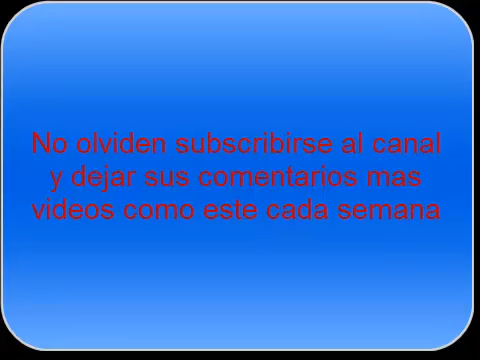 No olviden subscribirse al canal
y dejar sus comentarios mas
videos como este cada semana